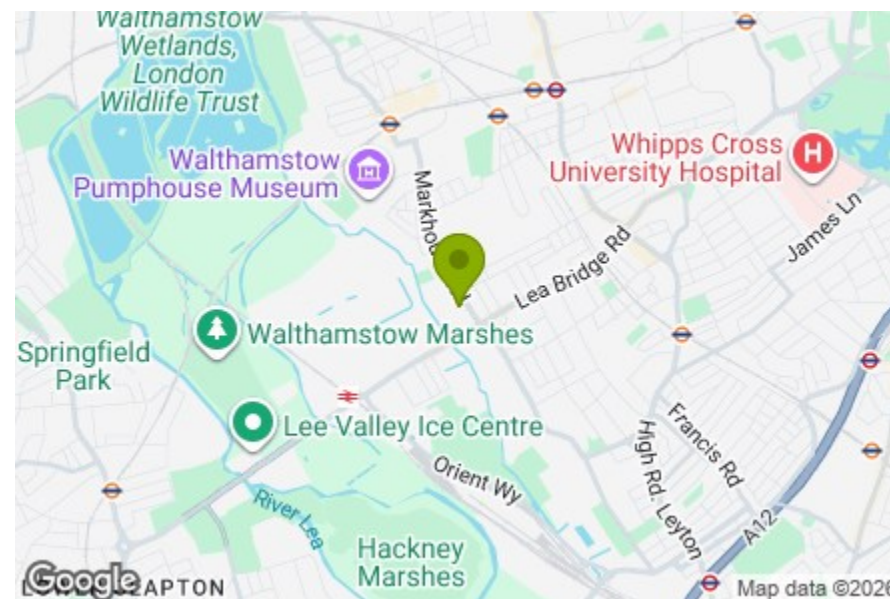 Walthamstow
Wetlands,
London
Wildlife Trust
Walthamstow
Pumphouse Museum
Whipps Cross
University Hospital
H
James Ln
Lea Bridge Rd
Walthamstow Marshes
Springfield
Park
Lee Valley Ice Centre
Francis Rd
High Rd. Leyton
Orient Wy
River Lea
A12
Hackney
Marshes
Google
Map data ©2026